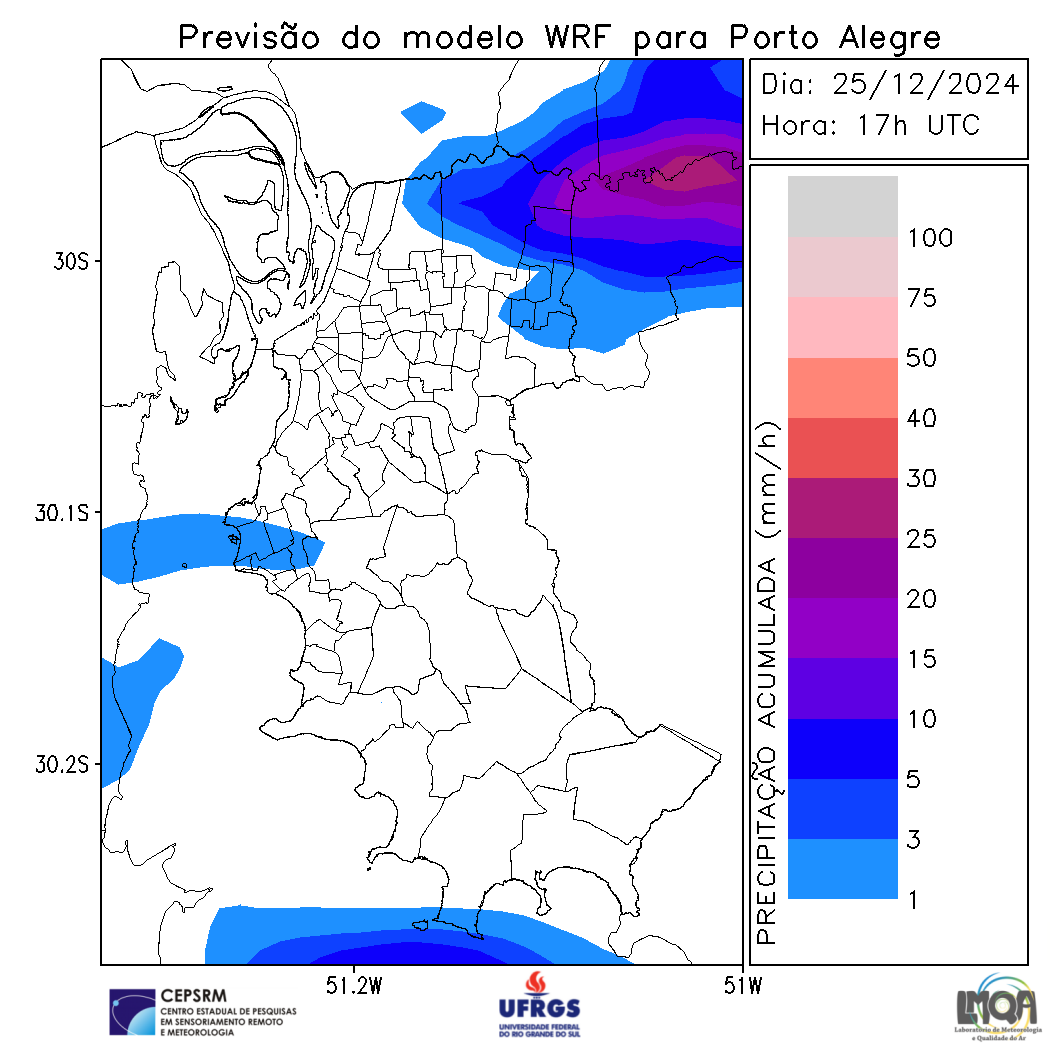 Previsão do modelo WRF para Porto Alegre
Dia: 25/12/2024
Hora: 17h UTC
30S
30.1S
30.2S
51.2W
51W
PRECIPITAÇÃO ACUMULADA (mm/h)
100
75
50
40
30
25
20
15
10
5
3
1
CEPSRM
CENTRO ESTADUAL DE PESQUISAS
EM SENSORIAMENTO REMOTO
E METEOROLOGIA
UFRGS
UNIVERSIDADE FEDERAL
DO RIO GRANDE DO SUL
LMQA
Laboratório de Meteorologia
e Qualidade do Ar